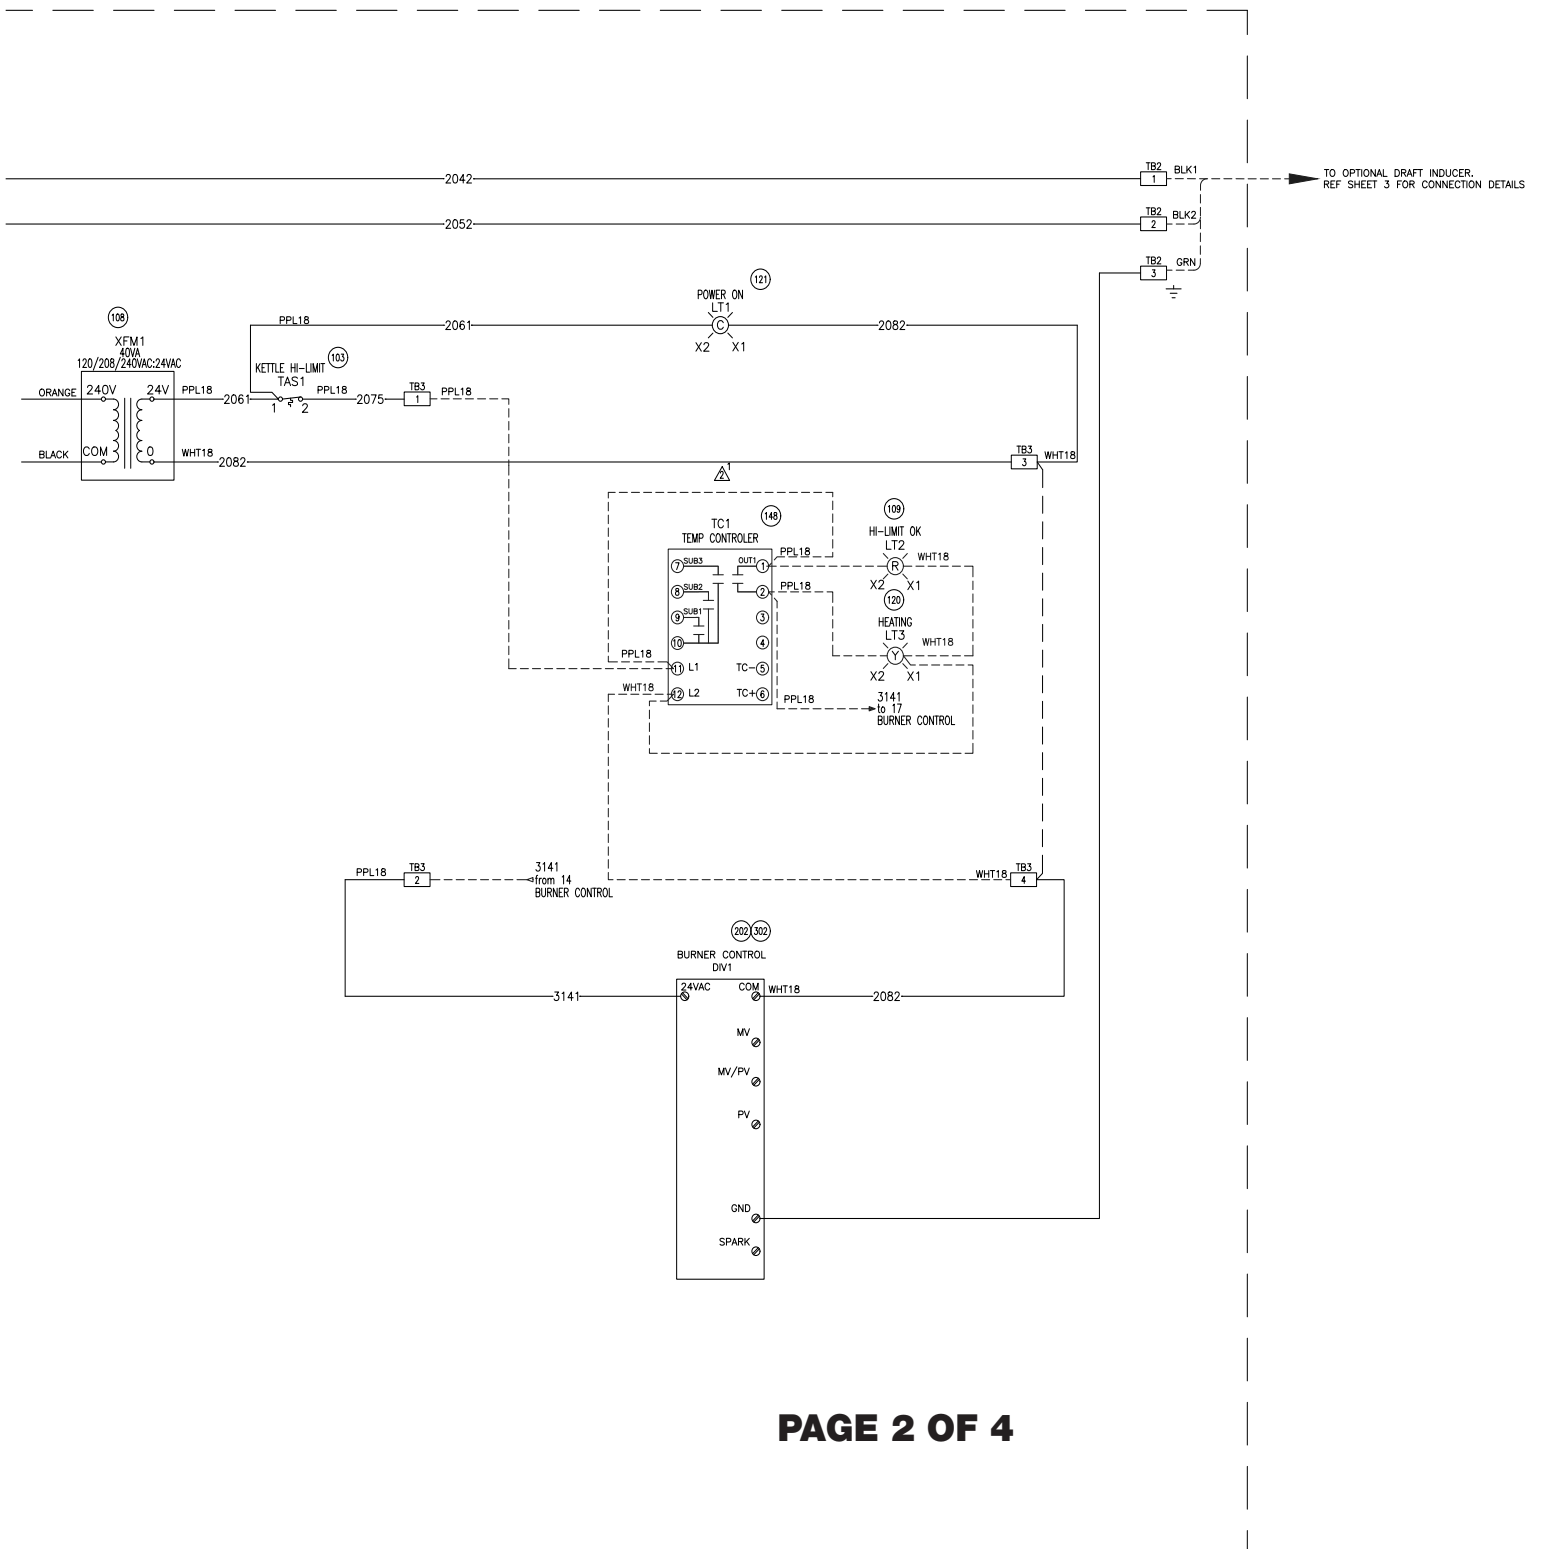 2042
TB2
1
BLK1
TO OPTIONAL DRAFT INDUCER.
REF SHEET 3 FOR CONNECTION DETAILS
2052
TB2
2
BLK2
TB2
3
GRN
121
POWER ON
LT1
C
X2 X1
PPL18
2061
2082
108
XFM1
40VA
120/208/240VAC:24VAC
ORANGE
240V
24V
PPL18
2061
BLACK
COM
0
WHT18
2082
103
KETTLE HI-LIMIT
TAS1
1 2
PPL18
2075
TB3
1
PPL18
TB3
3
WHT18
2
1
148
TC1
TEMP CONTROLER
7 SUB3
OUT1 1
8 SUB2
2
9 SUB1
3
10
4
11 L1
TC- 5
12 L2
TC+ 6
PPL18
PPL18
PPL18
WHT18
109
HI-LIMIT OK
LT2
R
WHT18
X2 X1
120
HEATING
LT3
Y
WHT18
X2 X1
PPL18
3141
to 17
BURNER CONTROL
PPL18
TB3
2
3141
from 14
BURNER CONTROL
WHT18
TB3
4
202 302
BURNER CONTROL
DIV1
24VAC
COM
WHT18
3141
2082
MV
MV/PV
PV
GND
SPARK
PAGE 2 OF 4